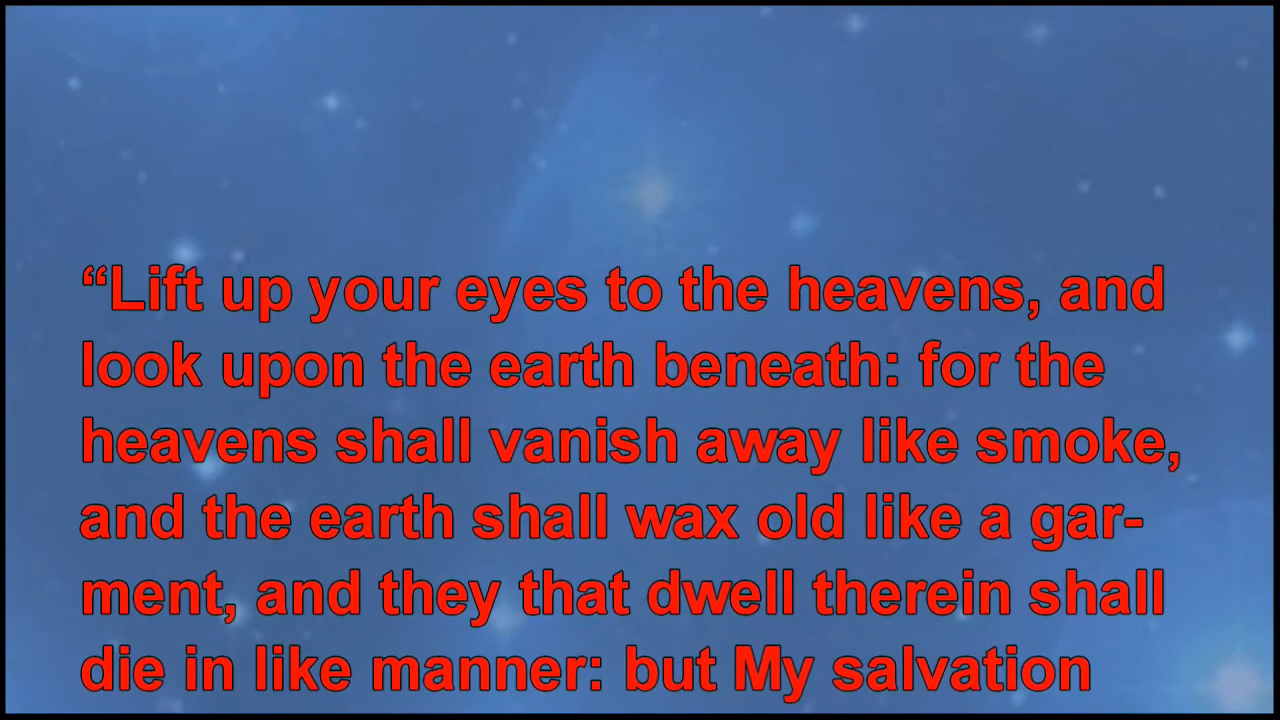 “Lift up your eyes to the heavens, and
look upon the earth beneath: for the
heavens shall vanish away like smoke,
and the earth shall wax old like a gar-
ment, and they that dwell therein shall
die in like manner: but My salvation